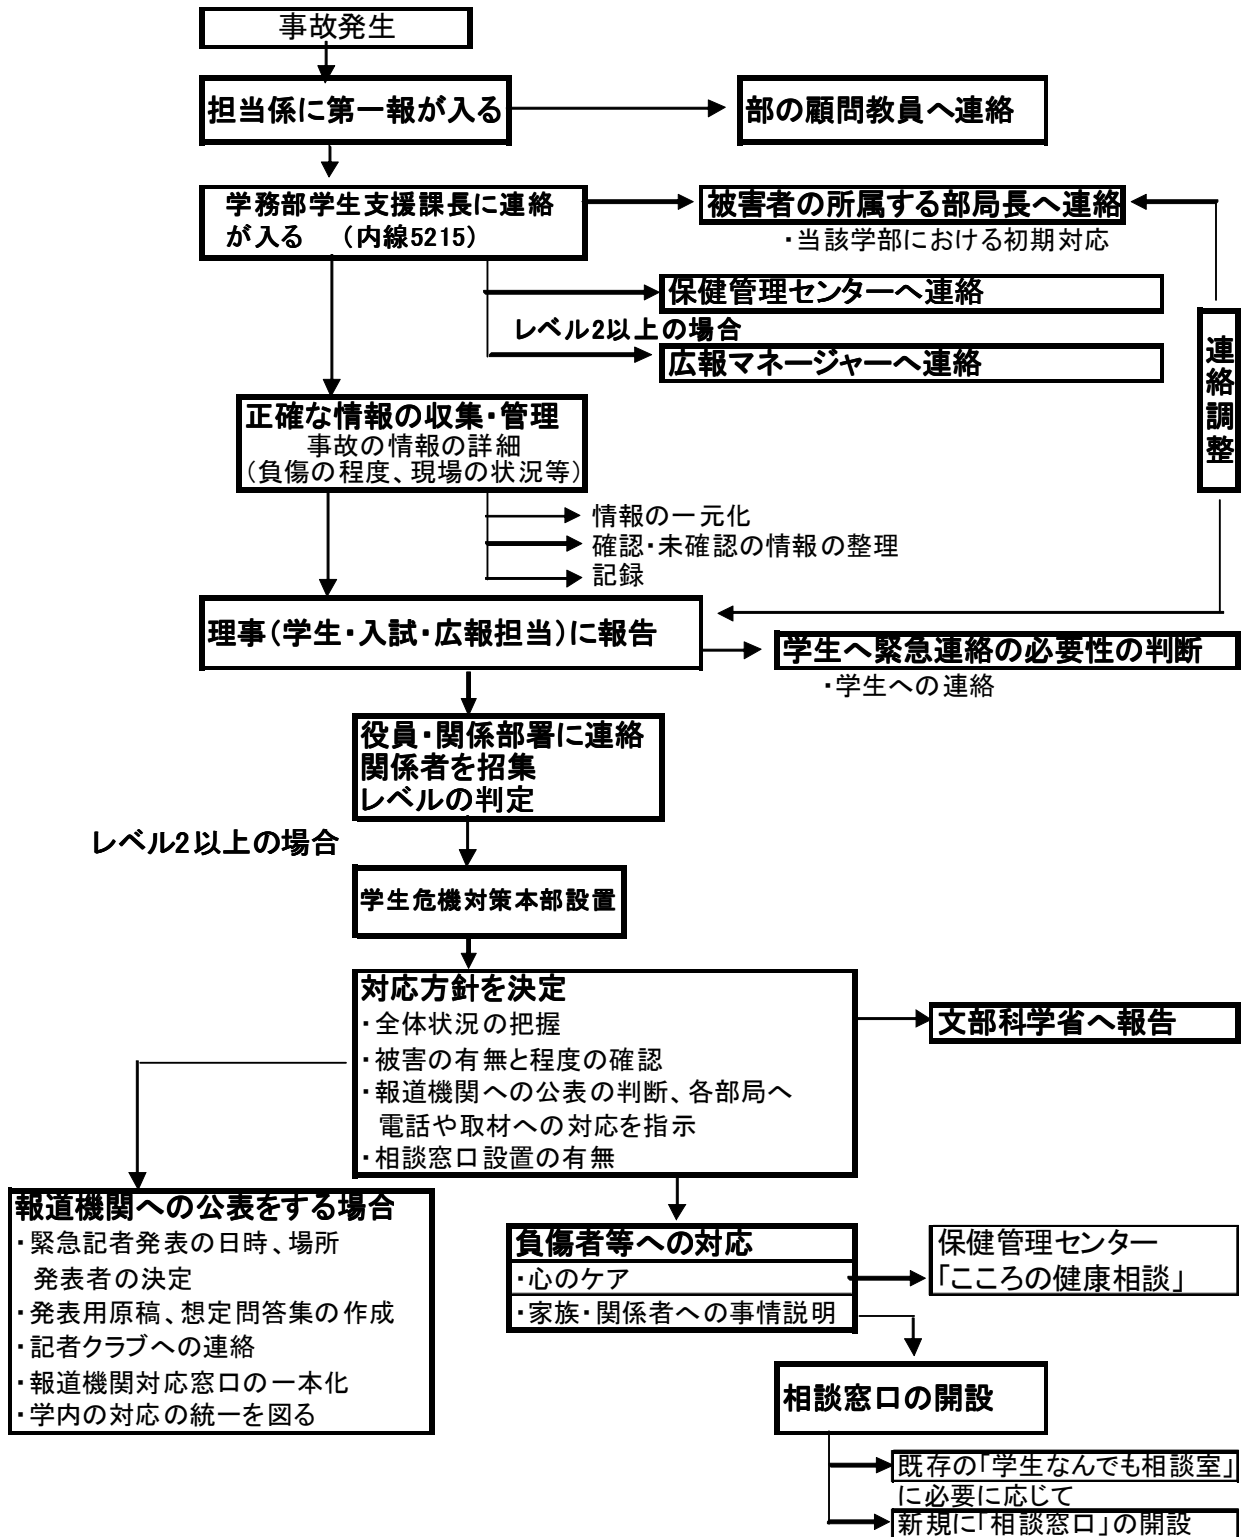 事故発生
担当係に第一報が入る
部の顧問教員へ連絡
学務部学生支援課長に連絡
が入る （内線5215）
被害者の所属する部局長へ連絡
・当該学部における初期対応
保健管理センターへ連絡
レベル2以上の場合
広報マネージャーへ連絡
連絡調整
正確な情報の収集・管理
事故の情報の詳細
（負傷の程度、現場の状況等）
情報の一元化
確認・未確認の情報の整理
記録
理事（学生・入試・広報担当）に報告
学生へ緊急連絡の必要性の判断
・学生への連絡
役員・関係部署に連絡
関係者を招集
レベルの判定
レベル2以上の場合
学生危機対策本部設置
対応方針を決定
・全体状況の把握
・被害の有無と程度の確認
・報道機関への公表の判断、各部局へ
電話や取材への対応を指示
・相談窓口設置の有無
文部科学省へ報告
報道機関への公表をする場合
・緊急記者発表の日時、場所
発表者の決定
・発表用原稿、想定問答集の作成
・記者クラブへの連絡
・報道機関対応窓口の一本化
・学内の対応の統一を図る
負傷者等への対応
・心のケア
・家族・関係者への事情説明
保健管理センター
「こころの健康相談」
相談窓口の開設
既存の「学生なんでも相談室」
に必要に応じて
新規に「相談窓口」の開設